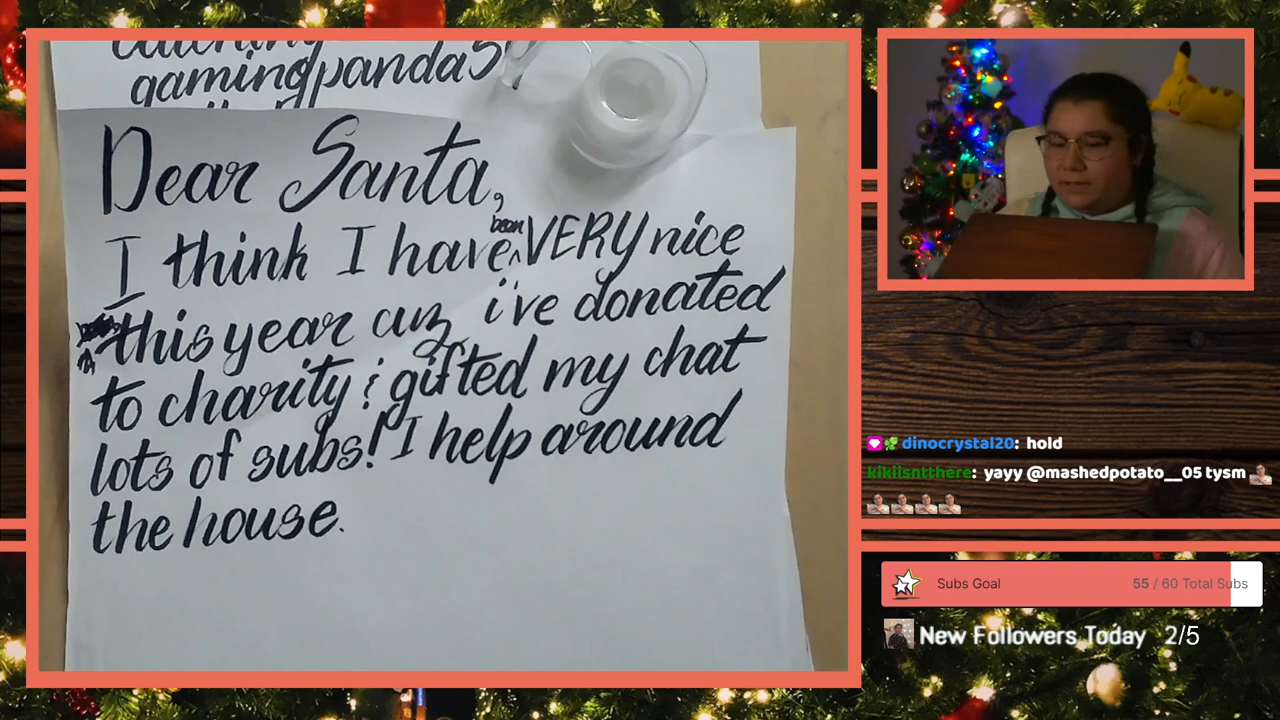 gamingpanda5
Dear Santa,
been
I think I have ^ VERY nice
this year cuz i've donated
to charity & gifted my chat
lots of subs! I help around
the house.
dinocrystal20: hold
kikiisntthere: yayy @mashedpotato__05 tysm
Subs Goal 55 / 60 Total Subs
New Followers Today 2/5